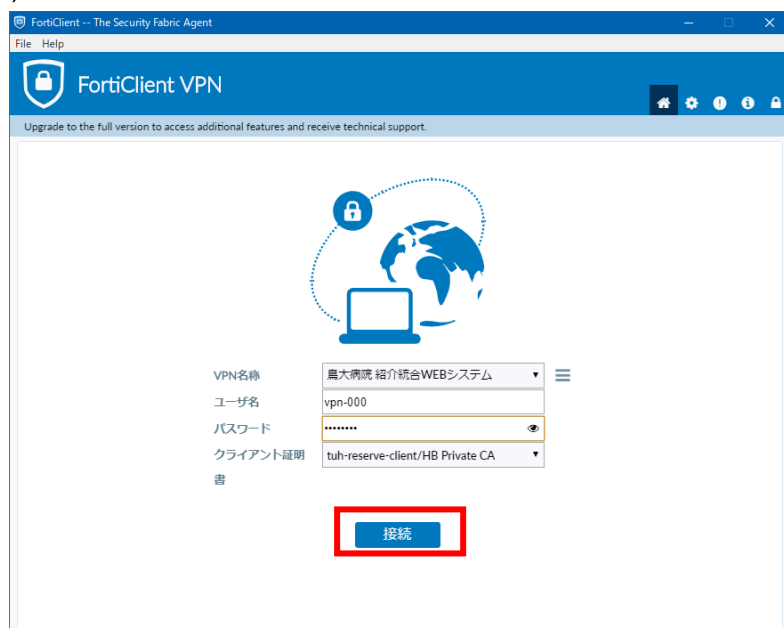 FortiClient -- The Security Fabric Agent
File Help
FortiClient VPN
Upgrade to the full version to access additional features and receive technical support.
VPN名称 鳥大病院 紹介統合WEBシステム
ユーザ名 vpn-000
パスワード ••••••••
クライアント証明書 tuh-reserve-client/HB Private CA
接続